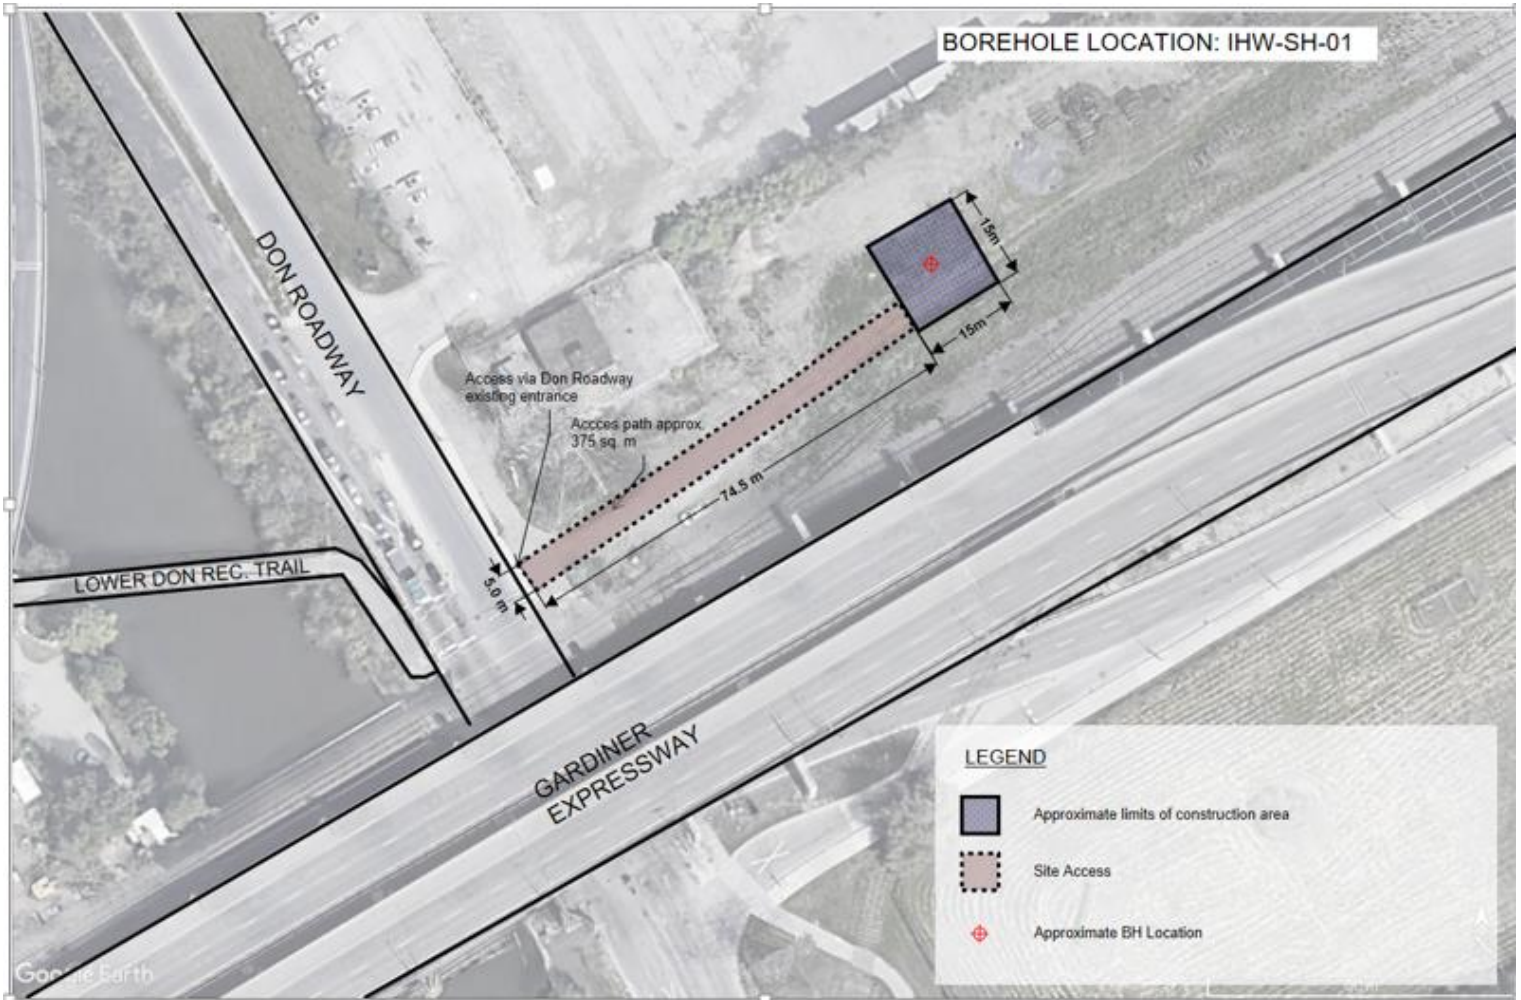 BOREHOLE LOCATION: IHW-SH-01
DON ROADWAY
15m
15m
Access via Don Roadway
existing entrance
Accces path approx.
375 sq. m
74.5 m
5.0 m
LOWER DON REC. TRAIL
GARDINER
EXPRESSWAY
LEGEND
Approximate limits of construction area
Site Access
Approximate BH Location
Google Earth